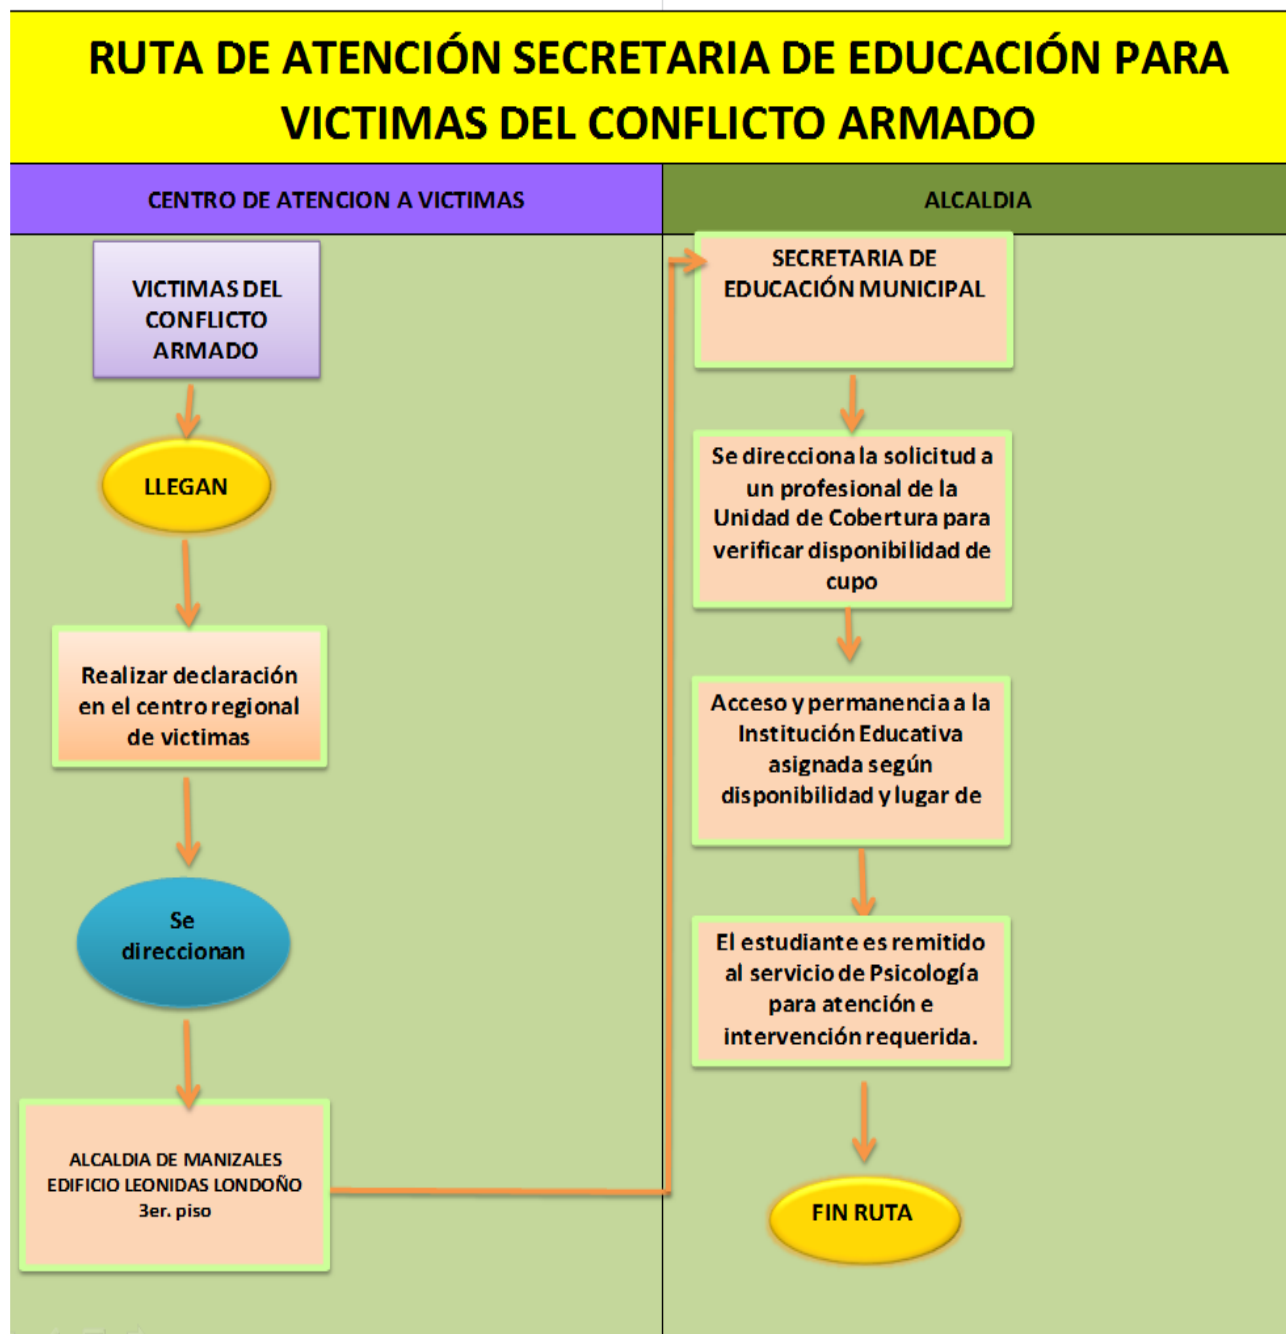 RUTA DE ATENCIÓN SECRETARIA DE EDUCACIÓN PARA
VICTIMAS DEL CONFLICTO ARMADO
CENTRO DE ATENCION A VICTIMAS
ALCALDIA
VICTIMAS DEL
CONFLICTO
ARMADO
LLEGAN
Realizar declaración
en el centro regional
de victimas
Se
direccionan
ALCALDIA DE MANIZALES
EDIFICIO LEONIDAS LONDOÑO
3er. piso
SECRETARIA DE
EDUCACIÓN MUNICIPAL
Se direcciona la solicitud a
un profesional de la
Unidad de Cobertura para
verificar disponibilidad de
cupo
Acceso y permanencia a la
Institución Educativa
asignada según
disponibilidad y lugar de
El estudiante es remitido
al servicio de Psicología
para atención e
intervención requerida.
FIN RUTA